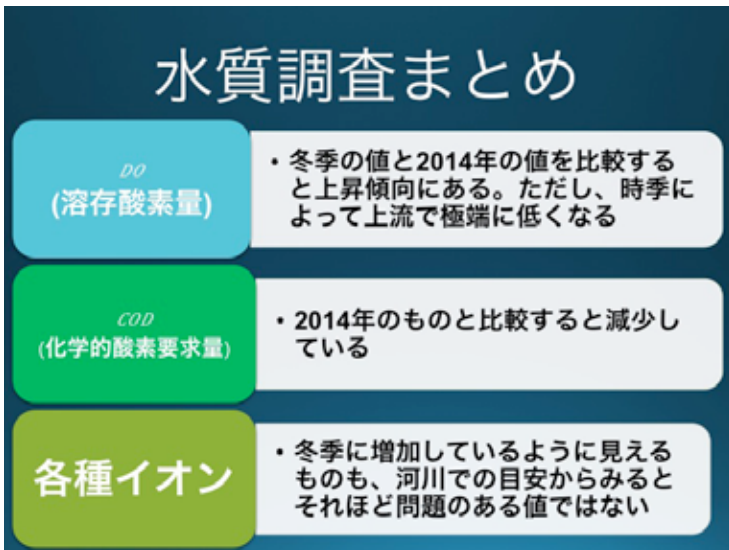 水質調査まとめ
DO
(溶存酸素量)
・冬季の値と2014年の値を比較する
と上昇傾向にある。ただし、時季に
よって上流で極端に低くなる
COD
(化学的酸素要求量)
・2014年のものと比較すると減少し
ている
各種イオン
・冬季に増加しているように見える
ものも、河川での目安からみると
それほど問題のある値ではない